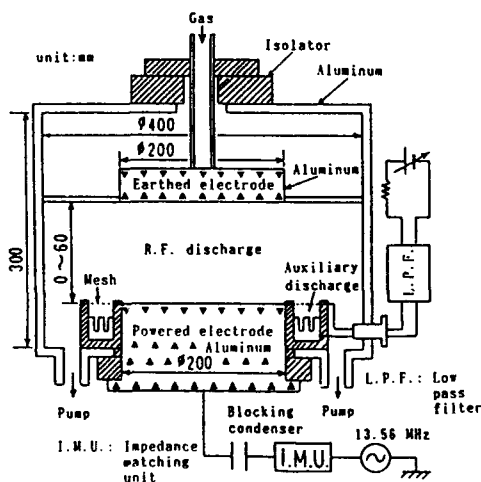 Gas
Isolator
unit:mm
Aluminum
φ400
φ200
Aluminum
Earthed electrode
300
0～60
R.F. discharge
Mesh
Auxiliary
discharge
L.P.F.
Powered electrode
Aluminum
φ200
Pump
Pump
L.P.F.: Low
pass
filter
Blocking
condenser
13.56 MHz
I.M.U.: Impedance
matching
unit
I.M.U.